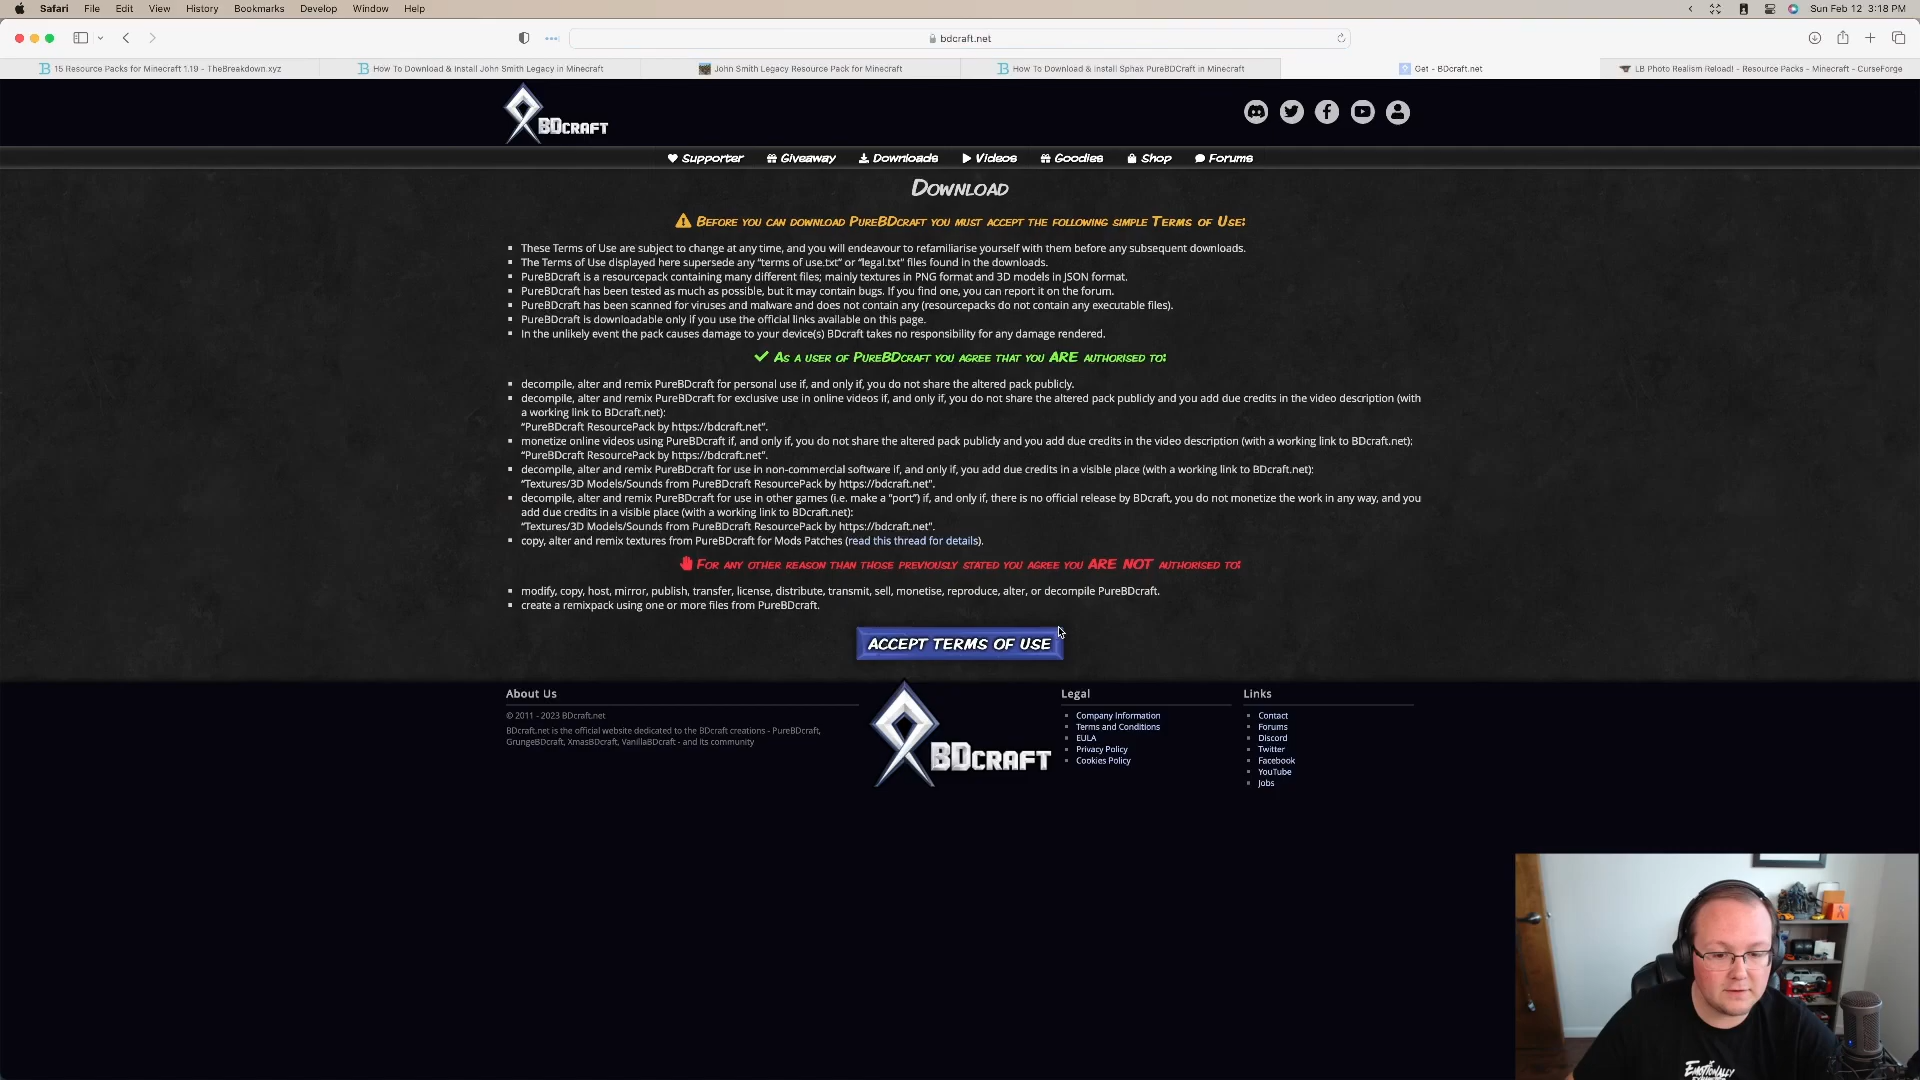 Safari File Edit View History Bookmarks Develop Window Help Sun Feb 12 3:18 PM
bdcraft.net
15 Resource Packs for Minecraft 1.19 - TheBreakdown.xyz How To Download & Install John Smith Legacy in Minecraft John Smith Legacy Resource Pack for Minecraft How To Download & Install Sphax PureBDCraft in Minecraft Get - BDcraft.net LB Photo Realism Reload! - Resource Packs - Minecraft - CurseForge
BDCRAFT
Supporter Giveaway Downloads Videos Goodies Shop Forums
DOWNLOAD
BEFORE YOU CAN DOWNLOAD PUREBDCRAFT YOU MUST ACCEPT THE FOLLOWING SIMPLE TERMS OF USE:
These Terms of Use are subject to change at any time, and you will endeavour to refamiliarise yourself with them before any subsequent downloads.
The Terms of Use displayed here supersede any "terms of use.txt" or "legal.txt" files found in the downloads.
PureBDcraft is a resourcepack containing many different files; mainly textures in PNG format and 3D models in JSON format.
PureBDcraft has been tested as much as possible, but it may contain bugs. If you find one, you can report it on the forum.
PureBDcraft has been scanned for viruses and malware and does not contain any (resourcepacks do not contain any executable files).
PureBDcraft is downloadable only if you use the official links available on this page.
In the unlikely event the pack causes damage to your device(s) BDcraft takes no responsibility for any damage rendered.
AS A USER OF PUREBDCRAFT YOU AGREE THAT YOU ARE AUTHORISED TO:
decompile, alter and remix PureBDcraft for personal use if, and only if, you do not share the altered pack publicly.
decompile, alter and remix PureBDcraft for exclusive use in online videos if, and only if, you do not share the altered pack publicly and you add due credits in the video description (with
a working link to BDcraft.net):
"PureBDcraft ResourcePack by https://bdcraft.net".
monetize online videos using PureBDcraft if, and only if, you do not share the altered pack publicly and you add due credits in the video description (with a working link to BDcraft.net):
"PureBDcraft ResourcePack by https://bdcraft.net".
decompile, alter and remix PureBDcraft for use in non-commercial software if, and only if, you add due credits in a visible place (with a working link to BDcraft.net):
"Textures/3D Models/Sounds from PureBDcraft ResourcePack by https://bdcraft.net".
decompile, alter and remix PureBDcraft for use in other games (i.e. make a "port") if, and only if, there is no official release by BDcraft, you do not monetize the work in any way, and you
add due credits in a visible place (with a working link to BDcraft.net):
"Textures/3D Models/Sounds from PureBDcraft ResourcePack by https://bdcraft.net".
copy, alter and remix textures from PureBDcraft for Mods Patches (read this thread for details).
FOR ANY OTHER REASON THAN THOSE PREVIOUSLY STATED YOU AGREE YOU ARE NOT AUTHORISED TO:
modify, copy, host, mirror, publish, transfer, license, distribute, transmit, sell, monetise, reproduce, alter, or decompile PureBDcraft.
create a remixpack using one or more files from PureBDcraft.
ACCEPT TERMS OF USE
About Us
© 2011 - 2023 BDcraft.net
BDcraft.net is the official website dedicated to the BDcraft creations - PureBDcraft,
GrungeBDcraft, XmasBDcraft, VanillaBDcraft - and its community
BDCRAFT
Legal
Company Information
Terms and Conditions
EULA
Privacy Policy
Cookies Policy
Links
Contact
Forums
Discord
Twitter
Facebook
YouTube
Jobs
EMOTIONALLY